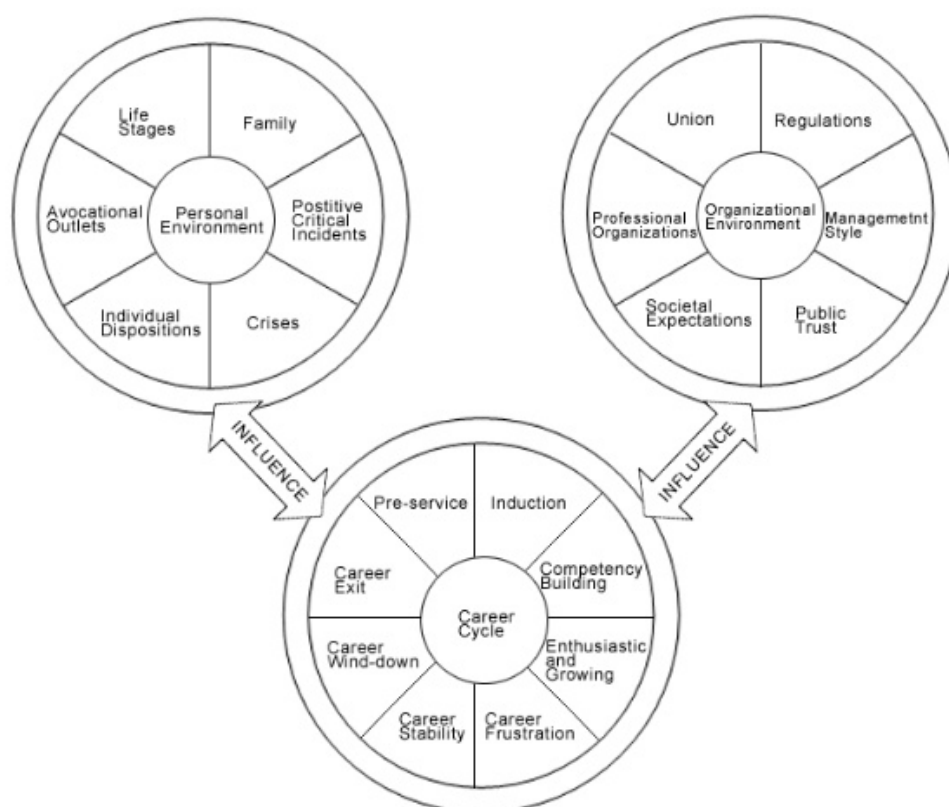 Life
Stages
Family
Avocational
Outlets
Personal
Environment
Postitive
Critical
Incidents
Individual
Dispositions
Crises
Union
Regulations
Professional
Organizations
Organizational
Environment
Managemetnt
Style
Societal
Expectations
Public
Trust
INFLUENCE
INFLUENCE
Pre-service
Induction
Career
Exit
Competency
Building
Career
Cycle
Career
Wind-down
Enthusiastic
and
Growing
Career
Stability
Career
Frustration